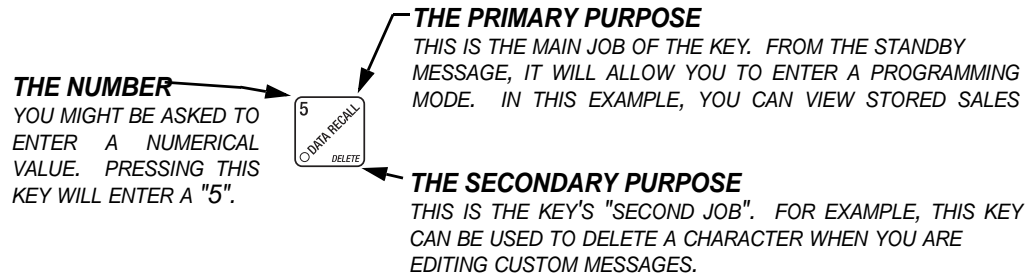 THE PRIMARY PURPOSE
THIS IS THE MAIN JOB OF THE KEY. FROM THE STANDBY
MESSAGE, IT WILL ALLOW YOU TO ENTER A PROGRAMMING
MODE. IN THIS EXAMPLE, YOU CAN VIEW STORED SALES
THE NUMBER
YOU MIGHT BE ASKED TO
ENTER A NUMERICAL
VALUE. PRESSING THIS
KEY WILL ENTER A "5".
5
DATA RECALL
DELETE
THE SECONDARY PURPOSE
THIS IS THE KEY'S "SECOND JOB". FOR EXAMPLE, THIS KEY
CAN BE USED TO DELETE A CHARACTER WHEN YOU ARE
EDITING CUSTOM MESSAGES.